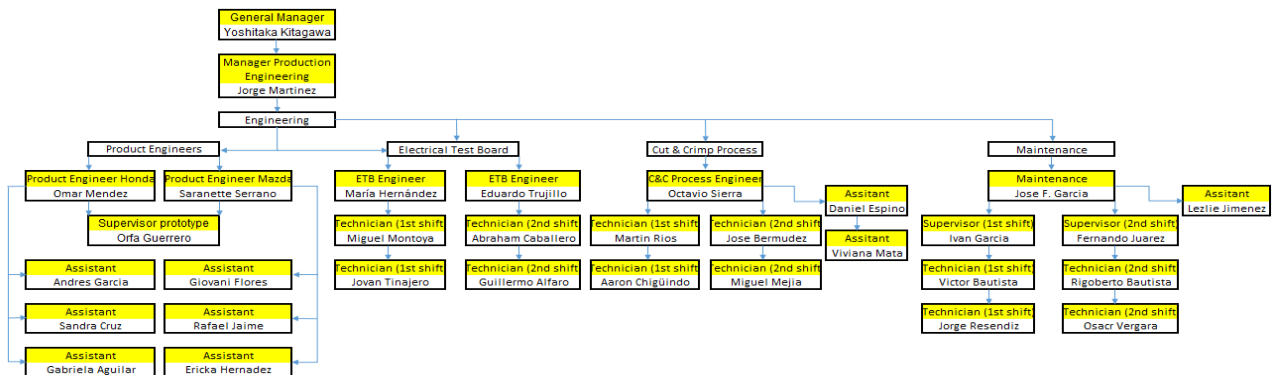 General Manager
Yoshitaka Kitagawa
Manager Production
Engineering
Jorge Martinez
Engineering
Product Engineers
Electrical Test Board
Cut & Crimp Process
Maintenance
Product Engineer Honda
Omar Mendez
Product Engineer Mazda
Saranette Serrano
ETB Engineer
María Hernández
ETB Engineer
Eduardo Trujillo
C&C Process Engineer
Octavio Sierra
Maintenance
Jose F. Garcia
Assitant
Daniel Espino
Assitant
Lezlie Jimenez
Supervisor prototype
Orfa Guerrero
Technician (1st shift
Miguel Montoya
Technician (2nd shift
Abraham Caballero
Technician (1st shift
Martin Rios
Technician (2nd shift
Jose Bermudez
Assitant
Viviana Mata
Supervisor (1st shift)
Ivan Garcia
Supervisor (2nd shift)
Fernando Juarez
Assistant
Andres Garcia
Assistant
Giovani Flores
Technician (1st shift
Jovan Tinajero
Technician (2nd shift
Guillermo Alfaro
Technician (1st shift
Aaron Chigüindo
Technician (2nd shift
Miguel Mejia
Technician (1st shift)
Victor Bautista
Technician (2nd shift
Rigoberto Bautista
Assistant
Sandra Cruz
Assistant
Rafael Jaime
Technician (1st shift)
Jorge Resendiz
Technician (2nd shift
Osacr Vergara
Assistant
Gabriela Aguilar
Assistant
Ericka Hernadez